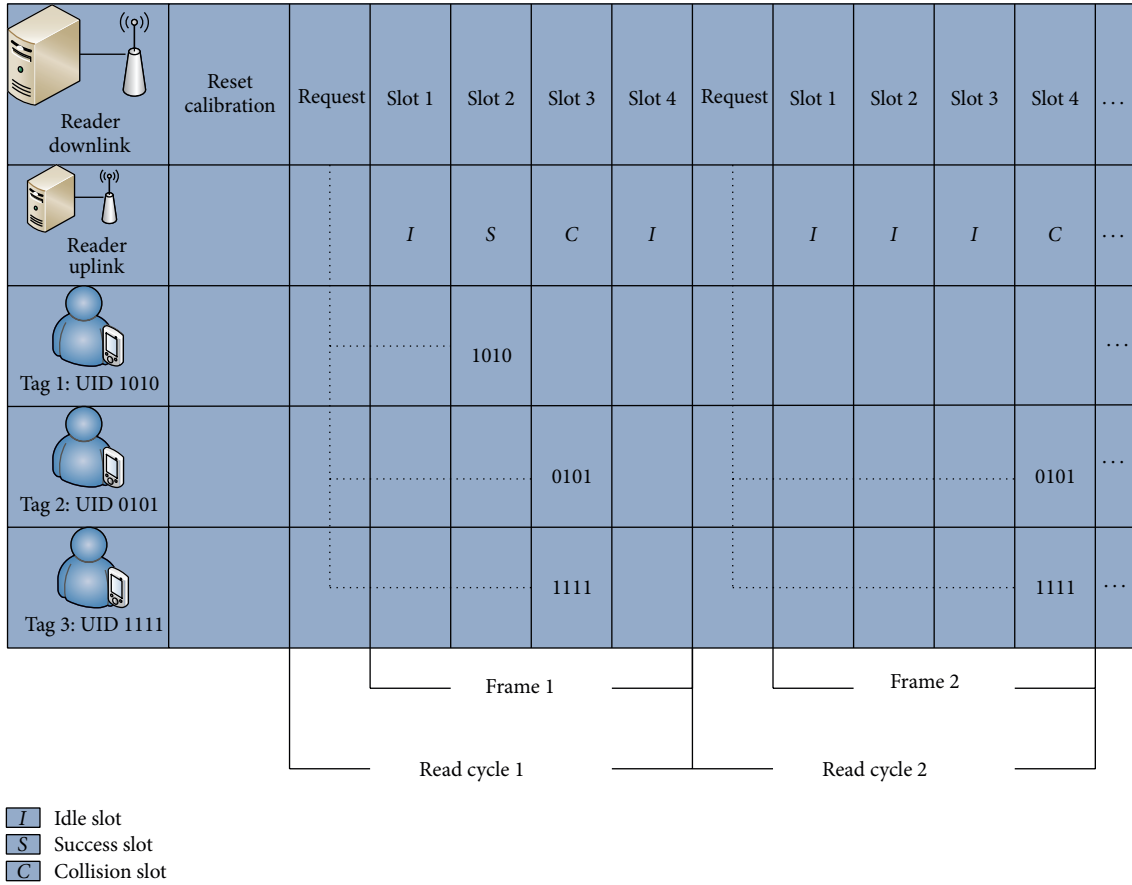 Reader
downlink
Reset
calibration
Request
Slot 1
Slot 2
Slot 3
Slot 4
Request
Slot 1
Slot 2
Slot 3
Slot 4
...
Reader
uplink
I
S
C
I
I
I
I
C
...
Tag 1: UID 1010
1010
...
Tag 2: UID 0101
0101
0101
...
Tag 3: UID 1111
1111
1111
...
Frame 1
Frame 2
Read cycle 1
Read cycle 2
I Idle slot
S Success slot
C Collision slot